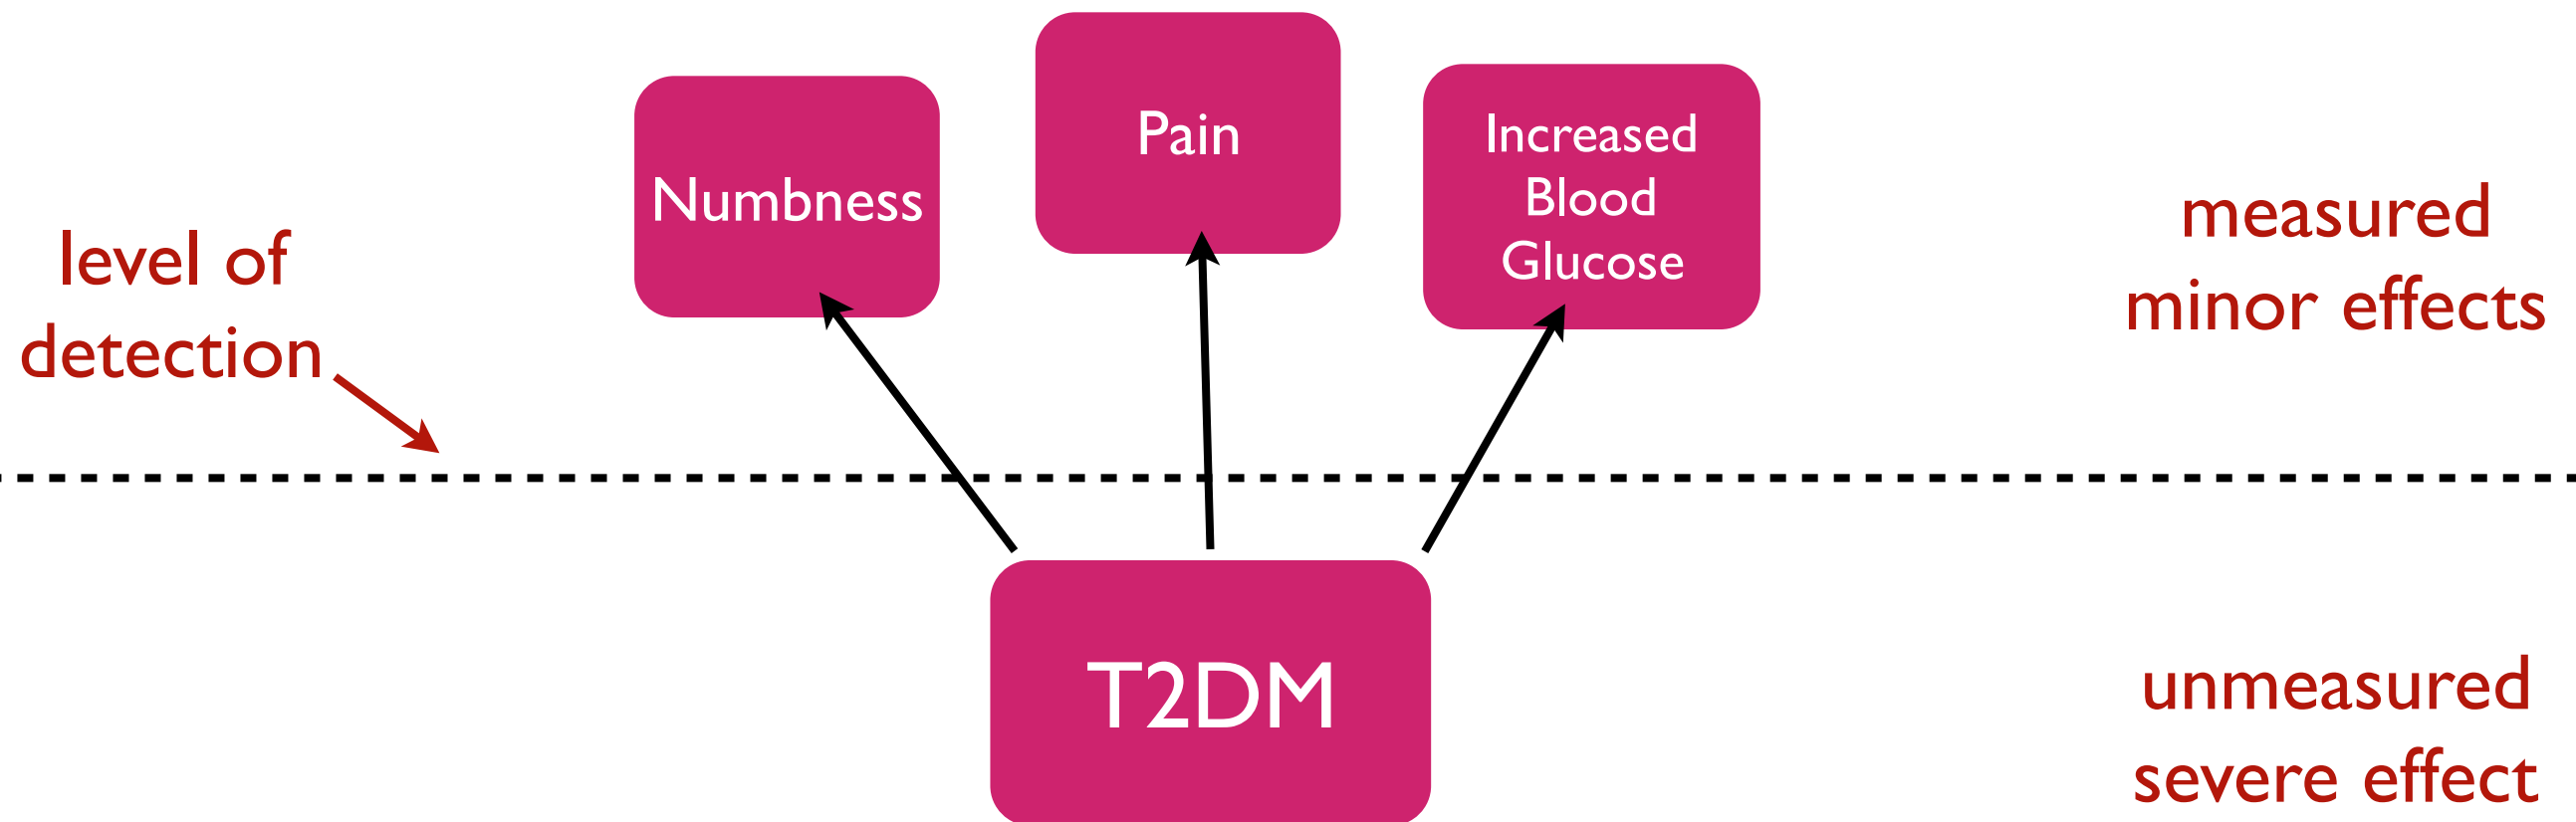 level of
detection
Numbness
Pain
Increased
Blood
Glucose
measured
minor effects
T2DM
unmeasured
severe effect